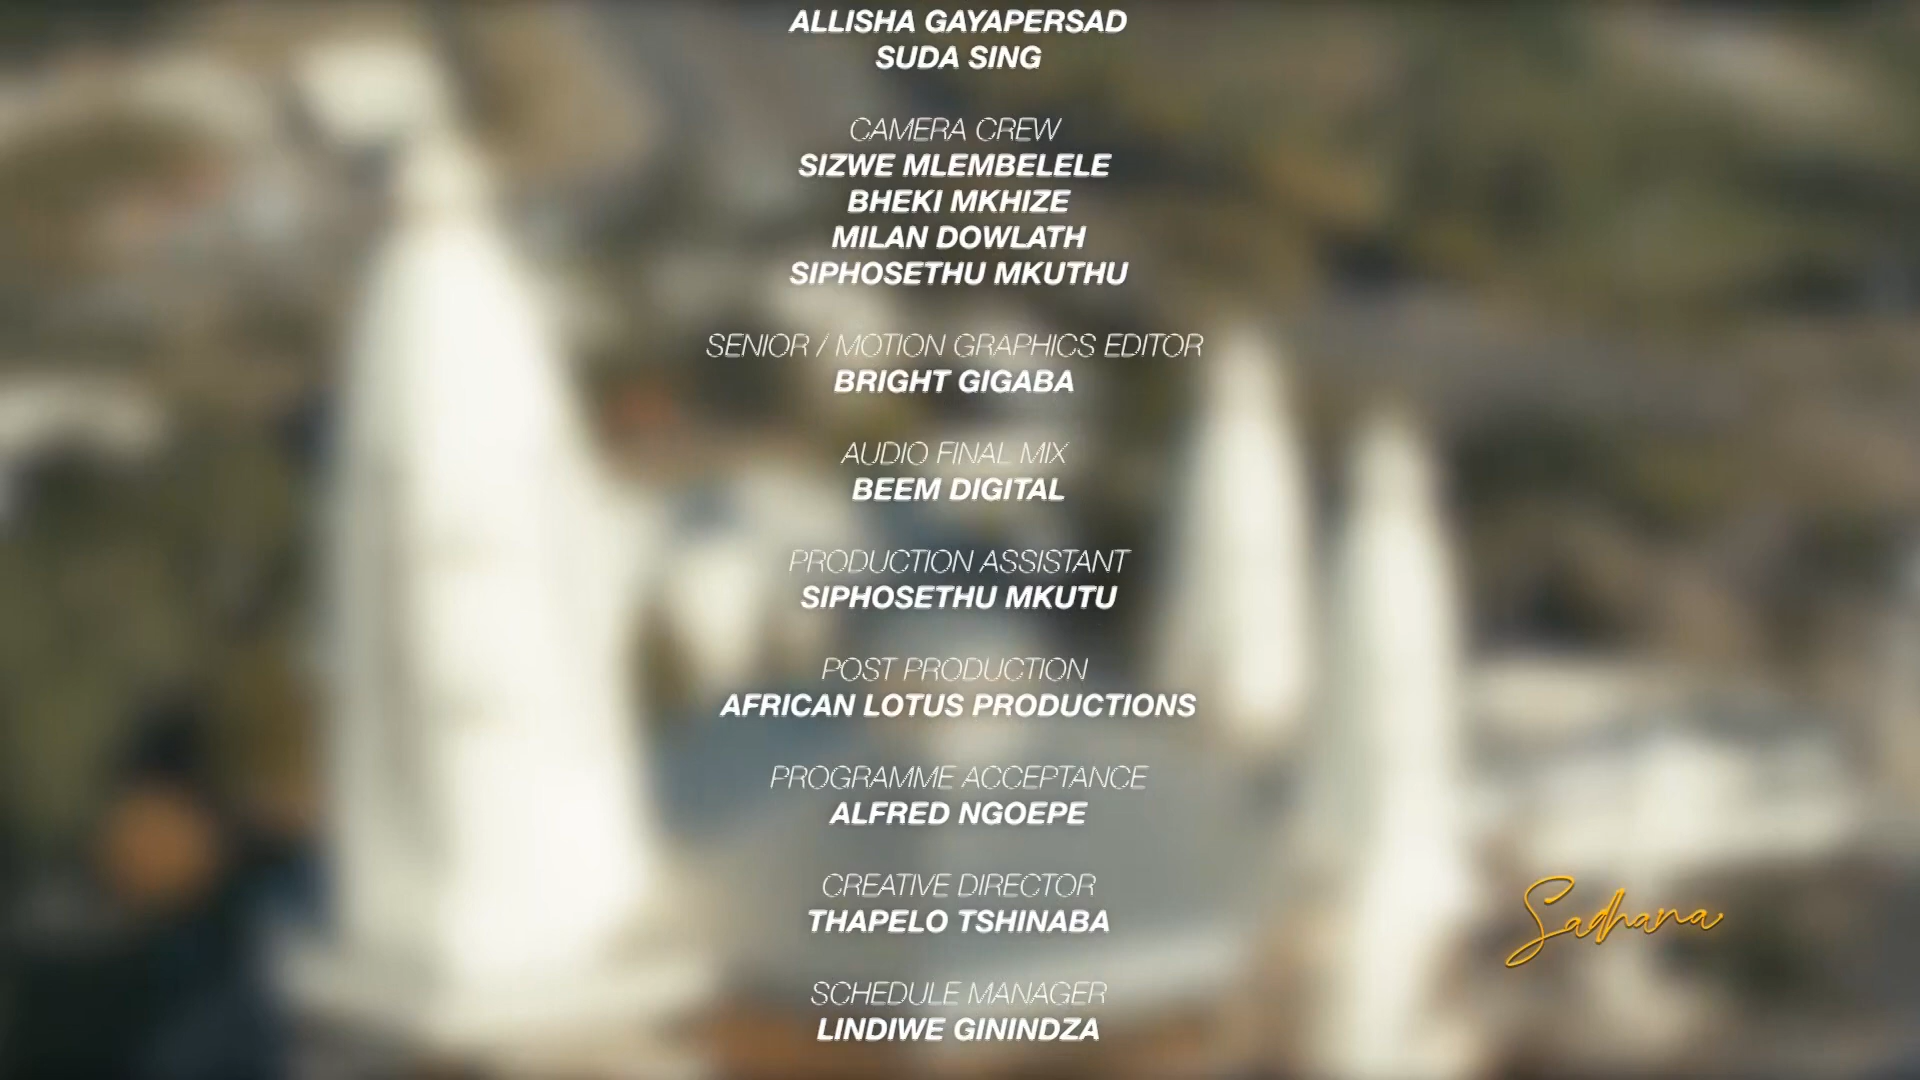 ALLISHA GAYAPERSAD
SUDA SING
CAMERA CREW
SIZWE MLEMBELELE
BHEKI MKHIZE
MILAN DOWLATH
SIPHOSETHU MKUTHU
SENIOR / MOTION GRAPHICS EDITOR
BRIGHT GIGABA
AUDIO FINAL MIX
BEEM DIGITAL
PRODUCTION ASSISTANT
SIPHOSETHU MKUTU
POST PRODUCTION
AFRICAN LOTUS PRODUCTIONS
PROGRAMME ACCEPTANCE
ALFRED NGOEPE
CREATIVE DIRECTOR
THAPELO TSHINABA
Sadhana
SCHEDULE MANAGER
LINDIWE GININDZA